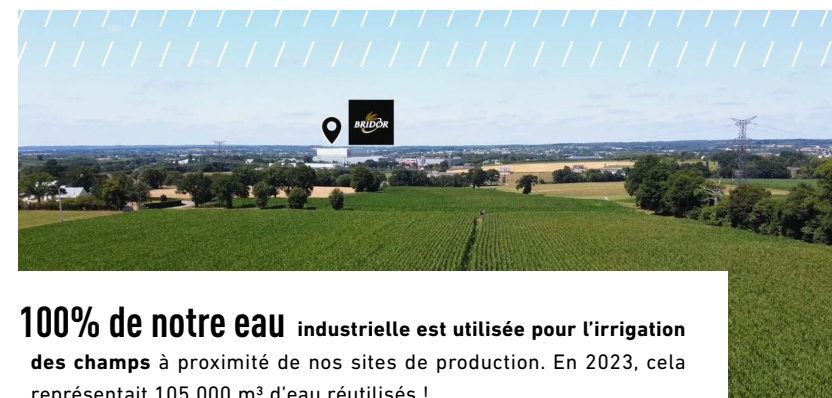 BRIDOR
100% de notre eau industrielle est utilisée pour l’irrigation
des champs à proximité de nos sites de production. En 2023, cela
représentait 105 000 m³ d’eau réutilisés !